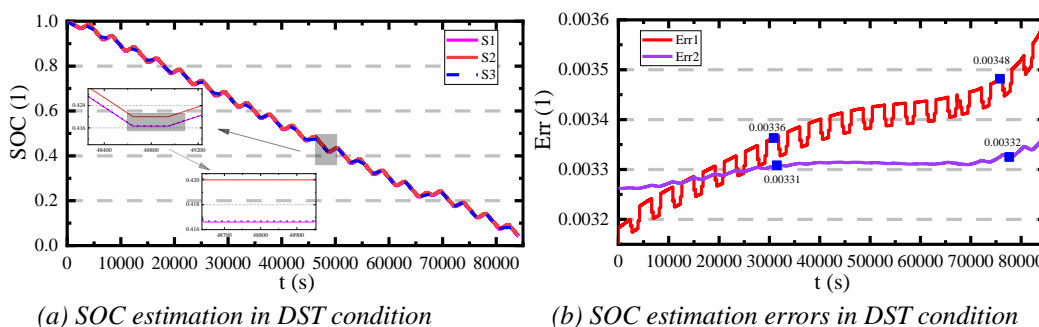 1.0
0.8
0.6
0.4
0.2
0.0
SOC (1)
S1
S2
S3
0.424
0.416
48400 48800 49200
0.420
0.418
0.416
48700 48800 48900
0 10000 20000 30000 40000 50000 60000 70000 80000
t (s)
(a) SOC estimation in DST condition
0.0036
0.0035
0.0034
0.0033
0.0032
Err (1)
Err1
Err2
0.00336
0.00331
0.00348
0.00332
0 10000 20000 30000 40000 50000 60000 70000 80000
t (s)
(b) SOC estimation errors in DST condition